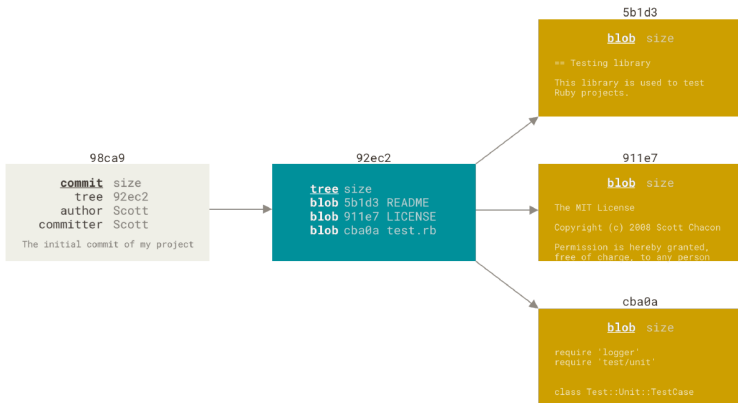 98ca9
commit size
tree 92ec2
author Scott
committer Scott
The initial commit of my project
92ec2
tree size
blob 5b1d3 README
blob 911e7 LICENSE
blob cba0a test.rb
5b1d3
blob size
== Testing library
This library is used to test
Ruby projects.
911e7
blob size
The MIT License
Copyright (c) 2008 Scott Chacon
Permission is hereby granted,
free of charge, to any person
cba0a
blob size
require 'logger'
require 'test/unit'
class Test::Unit::TestCase